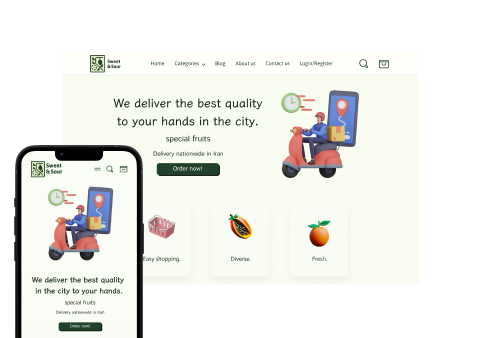 Sweet
&Sour
Home
Categories
Blog
About us
Contact us
Login/Register
We deliver the best quality
to your hands in the city.
special fruits
Delivery nationwide in Iran
Order now!
Easy shopping.
Diverse.
Fresh.
Sweet
&Sour
We deliver the best quality
in the city to your hands.
special fruits
Delivery nationwide in Iran
Order now!